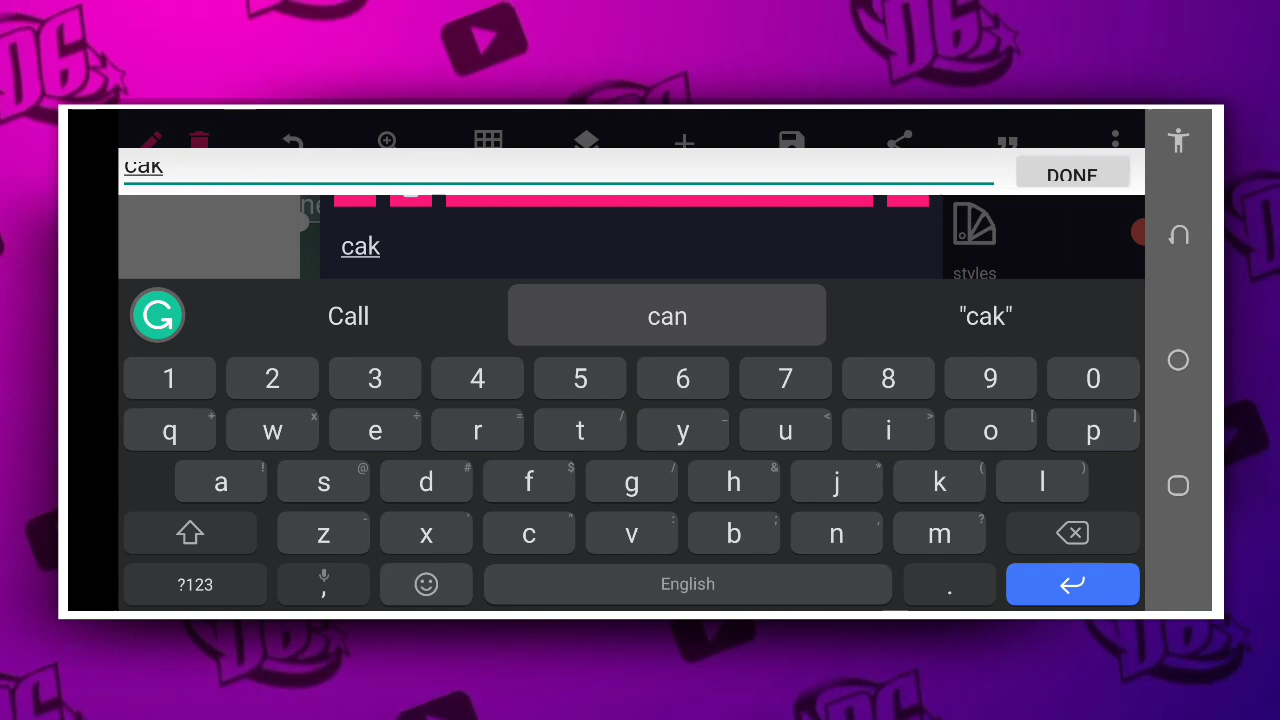 cak
DONE
ne
cak
styles
Call can "cak"
1 2 3 4 5 6 7 8 9 0
q + w x e ÷ r = t / y _ u < i > o [ p ]
a ! s @ d # f $ g / h & j * k ( l )
z - x ' c " v : b ; n , m ?
?123 , English .